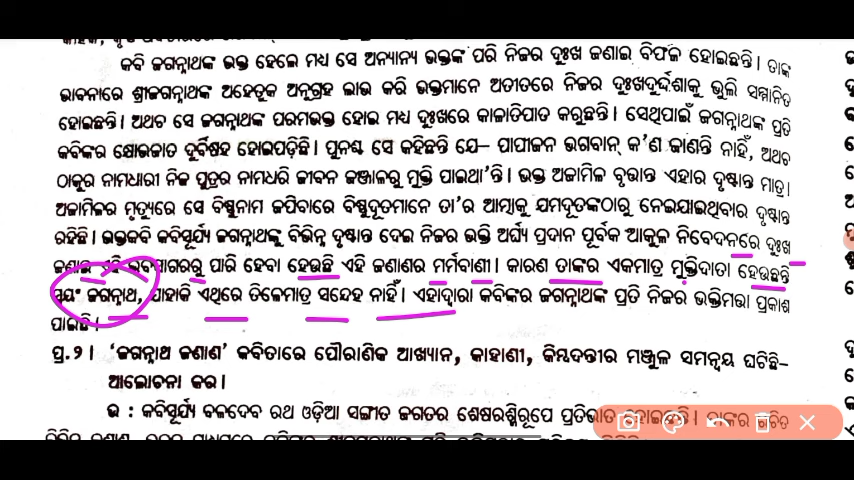 କବି ଜଗନ୍ନାଥଙ୍କ ଭକ୍ତ ହେଲେ ମଧ୍ୟ ସେ ଅନ୍ୟାନ୍ୟ ଭକ୍ତଙ୍କ ପରି ନିଜର ଦୁଃଖ ଜଣାଇ ବିଫଳ ହୋଇଛନ୍ତି। ତାଙ୍କ
ଭାବନାରେ ଶ୍ରୀଜଗନ୍ନାଥଙ୍କ ଅହେତୁକ ଅନୁଗ୍ରହ ଲାଭ କରି ଭକ୍ତମାନେ ଅତୀତରେ ନିଜର ଦୁଃଖଦୁର୍ଦ୍ଦଶାକୁ ଭୁଲି ସମ୍ମାନିତ
ହୋଇଛନ୍ତି। ଅଥଚ ସେ ଜଗନ୍ନାଥଙ୍କ ପରମଭକ୍ତ ହୋଇ ମଧ୍ୟ ଦୁଃଖରେ କାଳାତିପାତ କରୁଛନ୍ତି। ସେଥିପାଇଁ ଜଗନ୍ନାଥଙ୍କ ପ୍ରତି
କବିଙ୍କର କ୍ଷୋଭଜାତ ଦୁର୍ବିଷହ ହୋଇପଡ଼ିଛି। ପୁନଶ୍ଚ ସେ କହିଛନ୍ତି ଯେ– ପାପୀଜନ ଭଗବାନ୍ କ'ଣ ଜାଣନ୍ତି ନାହିଁ, ଅଥଚ
ଠାକୁର ନାମଧାରୀ ନିଜ ପୁତ୍ରର ନାମଧରି ଜୀବନ ଜଞ୍ଜାଳରୁ ମୁକ୍ତି ପାଇଥା'ନ୍ତି। ଭକ୍ତ ଅଜାମିଳ ବୃତ୍ତାନ୍ତ ଏହାର ଦୃଷ୍ଟାନ୍ତ ମାତ୍ର।
ଅଜାମିଳର ମୃତ୍ୟୁରେ ସେ ବିଷ୍ଣୁନାମ ଜପିବାରେ ବିଷ୍ଣୁଦୂତମାନେ ତା'ର ଆତ୍ମାକୁ ଯମଦୂତଙ୍କଠାରୁ ନେଇଯାଇଥିବାର ଦୃଷ୍ଟାନ୍ତ
ରହିଛି। ଭକ୍ତକବି କବିସୂର୍ଯ୍ୟ ଜଗନ୍ନାଥଙ୍କୁ ବିଭିନ୍ନ ଦୃଷ୍ଟାନ୍ତ ଦେଇ ନିଜର ଭକ୍ତି ଅର୍ଘ୍ୟ ପ୍ରଦାନ ପୂର୍ବକ ଆକୁଳ ନିବେଦନରେ ଦୁଃଖ
ଜଣାଇ ଏହି ଭବସାଗରରୁ ପାରି ହେବା ହେଉଛି ଏହି ଜଣାଣର ମର୍ମବାଣୀ। କାରଣ ତାଙ୍କର ଏକମାତ୍ର ମୁକ୍ତିଦାତା ହେଉଛନ୍ତି
ସ୍ୱୟଂ ଜଗନ୍ନାଥ, ଯାହାକି ଏଥିରେ ତିଳେମାତ୍ର ସନ୍ଦେହ ନାହିଁ। ଏହାଦ୍ୱାରା କବିଙ୍କର ଜଗନ୍ନାଥଙ୍କ ପ୍ରତି ନିଜର ଭକ୍ତିମତ୍ତା ପ୍ରକାଶ
ପାଇଛି।
ପ୍ର.୨। 'ଜଗନ୍ନାଥ ଜଣାଣ' କବିତାରେ ପୌରାଣିକ ଆଖ୍ୟାନ, କାହାଣୀ, କିମ୍ବଦନ୍ତୀର ମଞ୍ଜୁଳ ସମନ୍ୱୟ ଘଟିଛି–
ଆଲୋଚନା କର।
ଉ : କବିସୂର୍ଯ୍ୟ ବଳଦେବ ରଥ ଓଡ଼ିଆ ସଙ୍ଗୀତ ଜଗତର ଶେଷରଶ୍ମିରୂପେ ପ୍ରତିଭାତ ହୋଇଛନ୍ତି। ତାଙ୍କର ରଚିତ